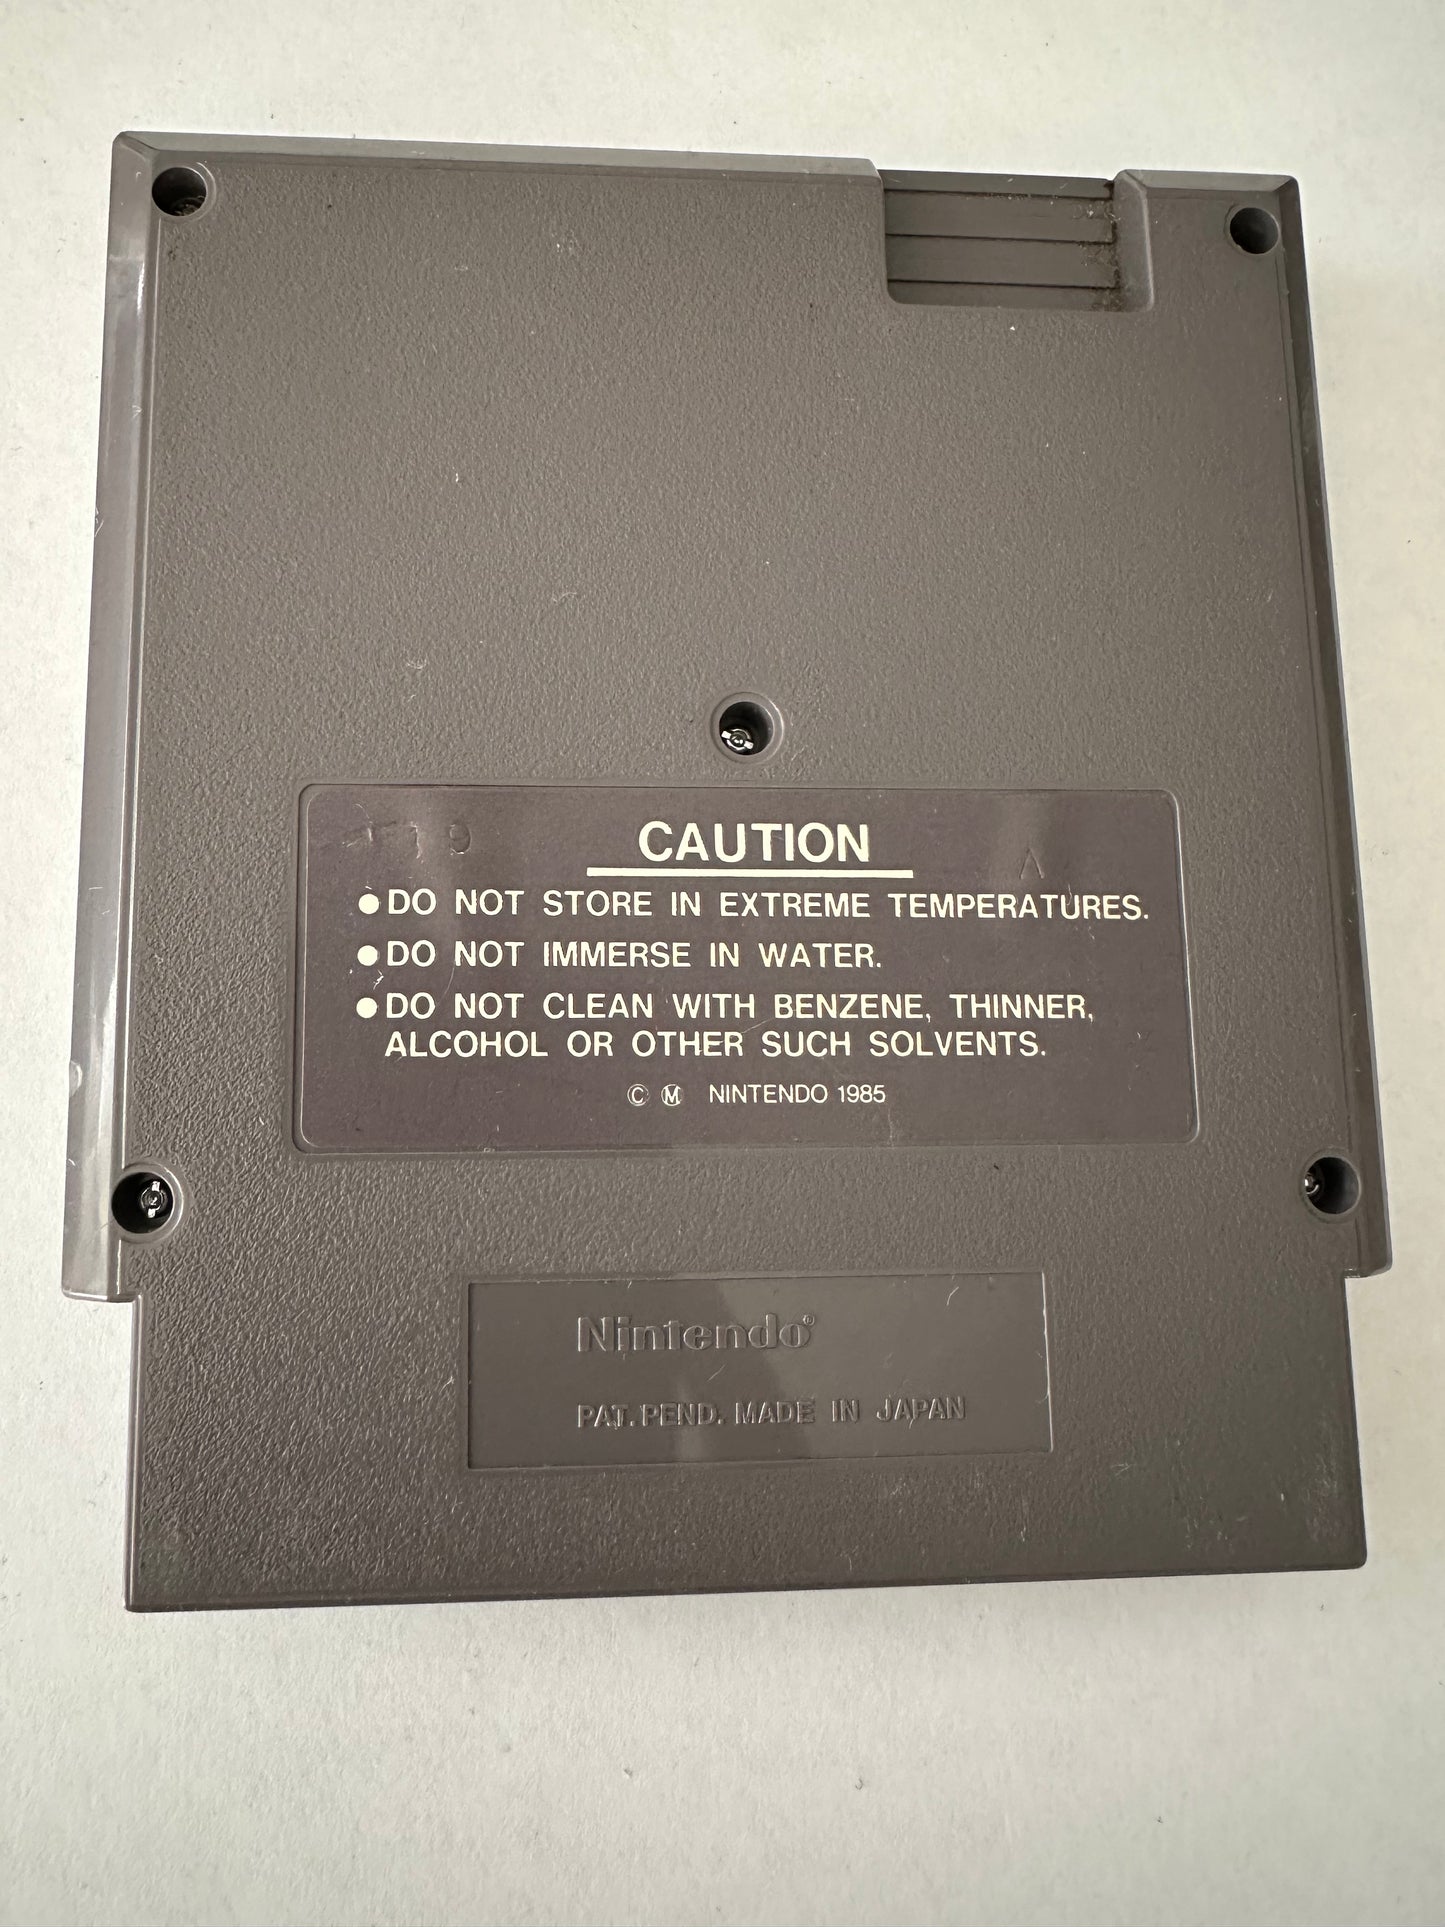 19 A
CAUTION
●DO NOT STORE IN EXTREME TEMPERATURES.
●DO NOT IMMERSE IN WATER.
●DO NOT CLEAN WITH BENZENE, THINNER,
ALCOHOL OR OTHER SUCH SOLVENTS.
© Ⓜ NINTENDO 1985
Nintendo®
PAT. PEND. MADE IN JAPAN